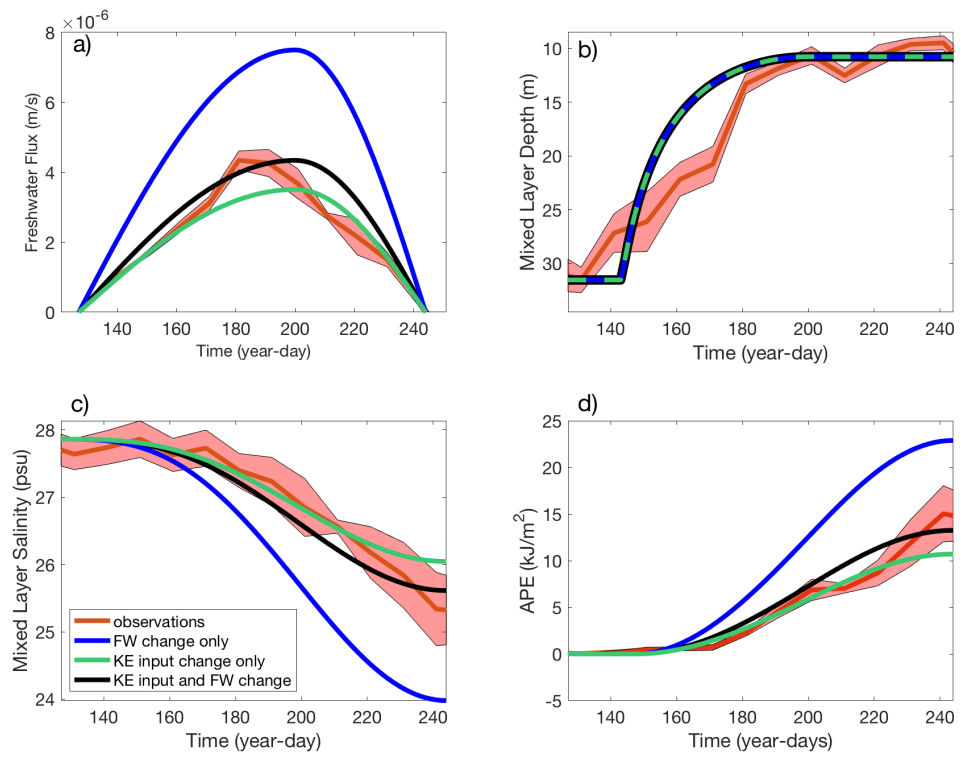 ×10⁻⁶
a)
8
6
4
2
0
Freshwater Flux (m/s)
140 160 180 200 220 240
Time (year-day)
b)
10
15
20
25
30
Mixed Layer Depth (m)
140 160 180 200 220 240
Time (year-day)
c)
28
27
26
25
24
Mixed Layer Salinity (psu)
observations
FW change only
KE input change only
KE input and FW change
140 160 180 200 220 240
Time (year-day)
d)
25
20
15
10
5
0
-5
APE (kJ/m²)
140 160 180 200 220 240
Time (year-days)